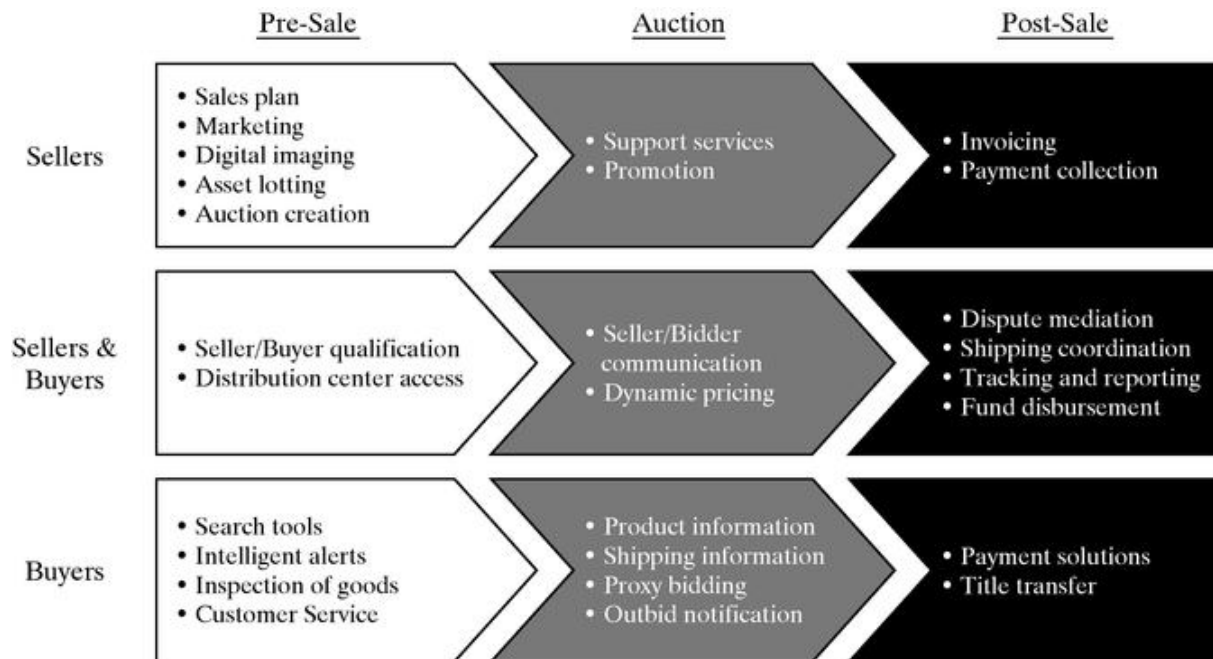 Pre-Sale
Auction
Post-Sale
Sellers
• Sales plan
• Marketing
• Digital imaging
• Asset lotting
• Auction creation
• Support services
• Promotion
• Invoicing
• Payment collection
Sellers &
Buyers
• Seller/Buyer qualification
• Distribution center access
• Seller/Bidder
communication
• Dynamic pricing
• Dispute mediation
• Shipping coordination
• Tracking and reporting
• Fund disbursement
Buyers
• Search tools
• Intelligent alerts
• Inspection of goods
• Customer Service
• Product information
• Shipping information
• Proxy bidding
• Outbid notification
• Payment solutions
• Title transfer